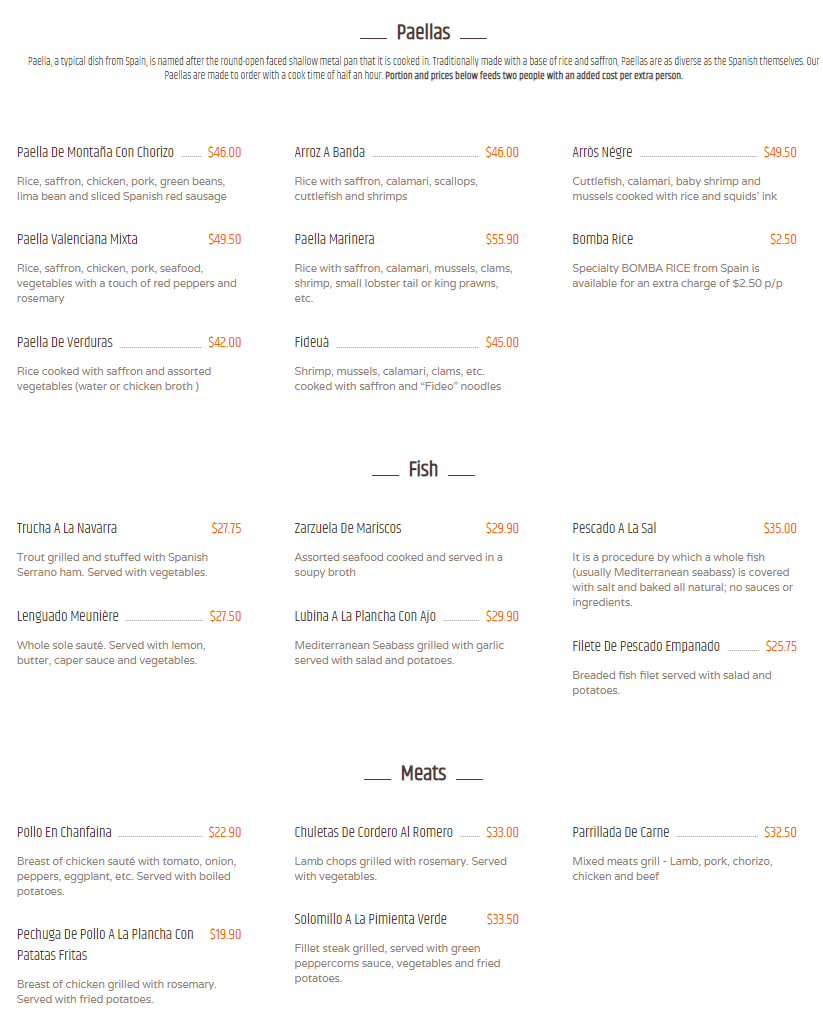 Paellas
Paella, a typical dish from Spain, is named after the round-open faced shallow metal pan that it is cooked in. Traditionally made with a base of rice and saffron, Paellas are as diverse as the Spanish themselves. Our
Paellas are made to order with a cook time of half an hour. Portion and prices below feeds two people with an added cost per extra person.
Paella De Montaña Con Chorizo $46.00
Rice, saffron, chicken, pork, green beans,
lima bean and sliced Spanish red sausage
Paella Valenciana Mixta $49.50
Rice, saffron, chicken, pork, seafood,
vegetables with a touch of red peppers and
rosemary
Paella De Verduras $42.00
Rice cooked with saffron and assorted
vegetables (water or chicken broth )
Arroz A Banda $46.00
Rice with saffron, calamari, scallops,
cuttlefish and shrimps
Paella Marinera $55.90
Rice with saffron, calamari, mussels, clams,
shrimp, small lobster tail or king prawns,
etc.
Fideuà $45.00
Shrimp, mussels, calamari, clams, etc.
cooked with saffron and “Fideo” noodles
Arròs Négre $49.50
Cuttlefish, calamari, baby shrimp and
mussels cooked with rice and squids’ ink
Bomba Rice $2.50
Specialty BOMBA RICE from Spain is
available for an extra charge of $2.50 p/p
Fish
Trucha A La Navarra $27.75
Trout grilled and stuffed with Spanish
Serrano ham. Served with vegetables.
Lenguado Meunière $27.50
Whole sole sauté. Served with lemon,
butter, caper sauce and vegetables.
Zarzuela De Mariscos $29.90
Assorted seafood cooked and served in a
soupy broth
Lubina A La Plancha Con Ajo $29.90
Mediterranean Seabass grilled with garlic
served with salad and potatoes.
Pescado A La Sal $35.00
It is a procedure by which a whole fish
(usually Mediterranean seabass) is covered
with salt and baked all natural; no sauces or
ingredients.
Filete De Pescado Empanado $25.75
Breaded fish filet served with salad and
potatoes.
Meats
Pollo En Chanfaina $22.90
Breast of chicken sauté with tomato, onion,
peppers, eggplant, etc. Served with boiled
potatoes.
Pechuga De Pollo A La Plancha Con $19.90
Patatas Fritas
Breast of chicken grilled with rosemary.
Served with fried potatoes.
Chuletas De Cordero Al Romero $33.00
Lamb chops grilled with rosemary. Served
with vegetables.
Solomillo A La Pimienta Verde $33.50
Fillet steak grilled, served with green
peppercorns sauce, vegetables and fried
potatoes.
Parrillada De Carne $32.50
Mixed meats grill - Lamb, pork, chorizo,
chicken and beef